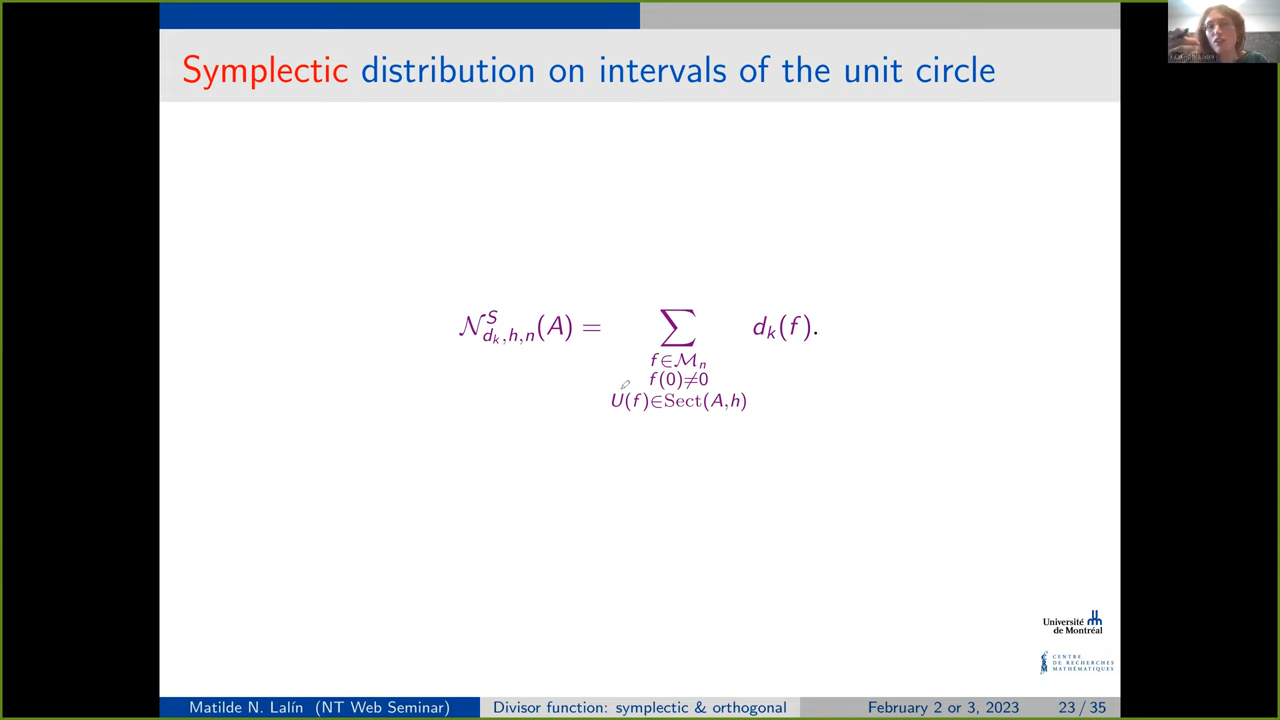 Symplectic distribution on intervals of the unit circle
𝒩^S_{d_k,h,n}(A) = ∑_{f∈ℳ_n, f(0)≠0, U(f)∈Sect(A,h)} d_k(f).
Université
de Montréal
CENTRE
DE RECHERCHES
MATHÉMATIQUES
Matilde N. Lalín (NT Web Seminar)
Divisor function: symplectic & orthogonal
February 2 or 3, 2023
23 / 35